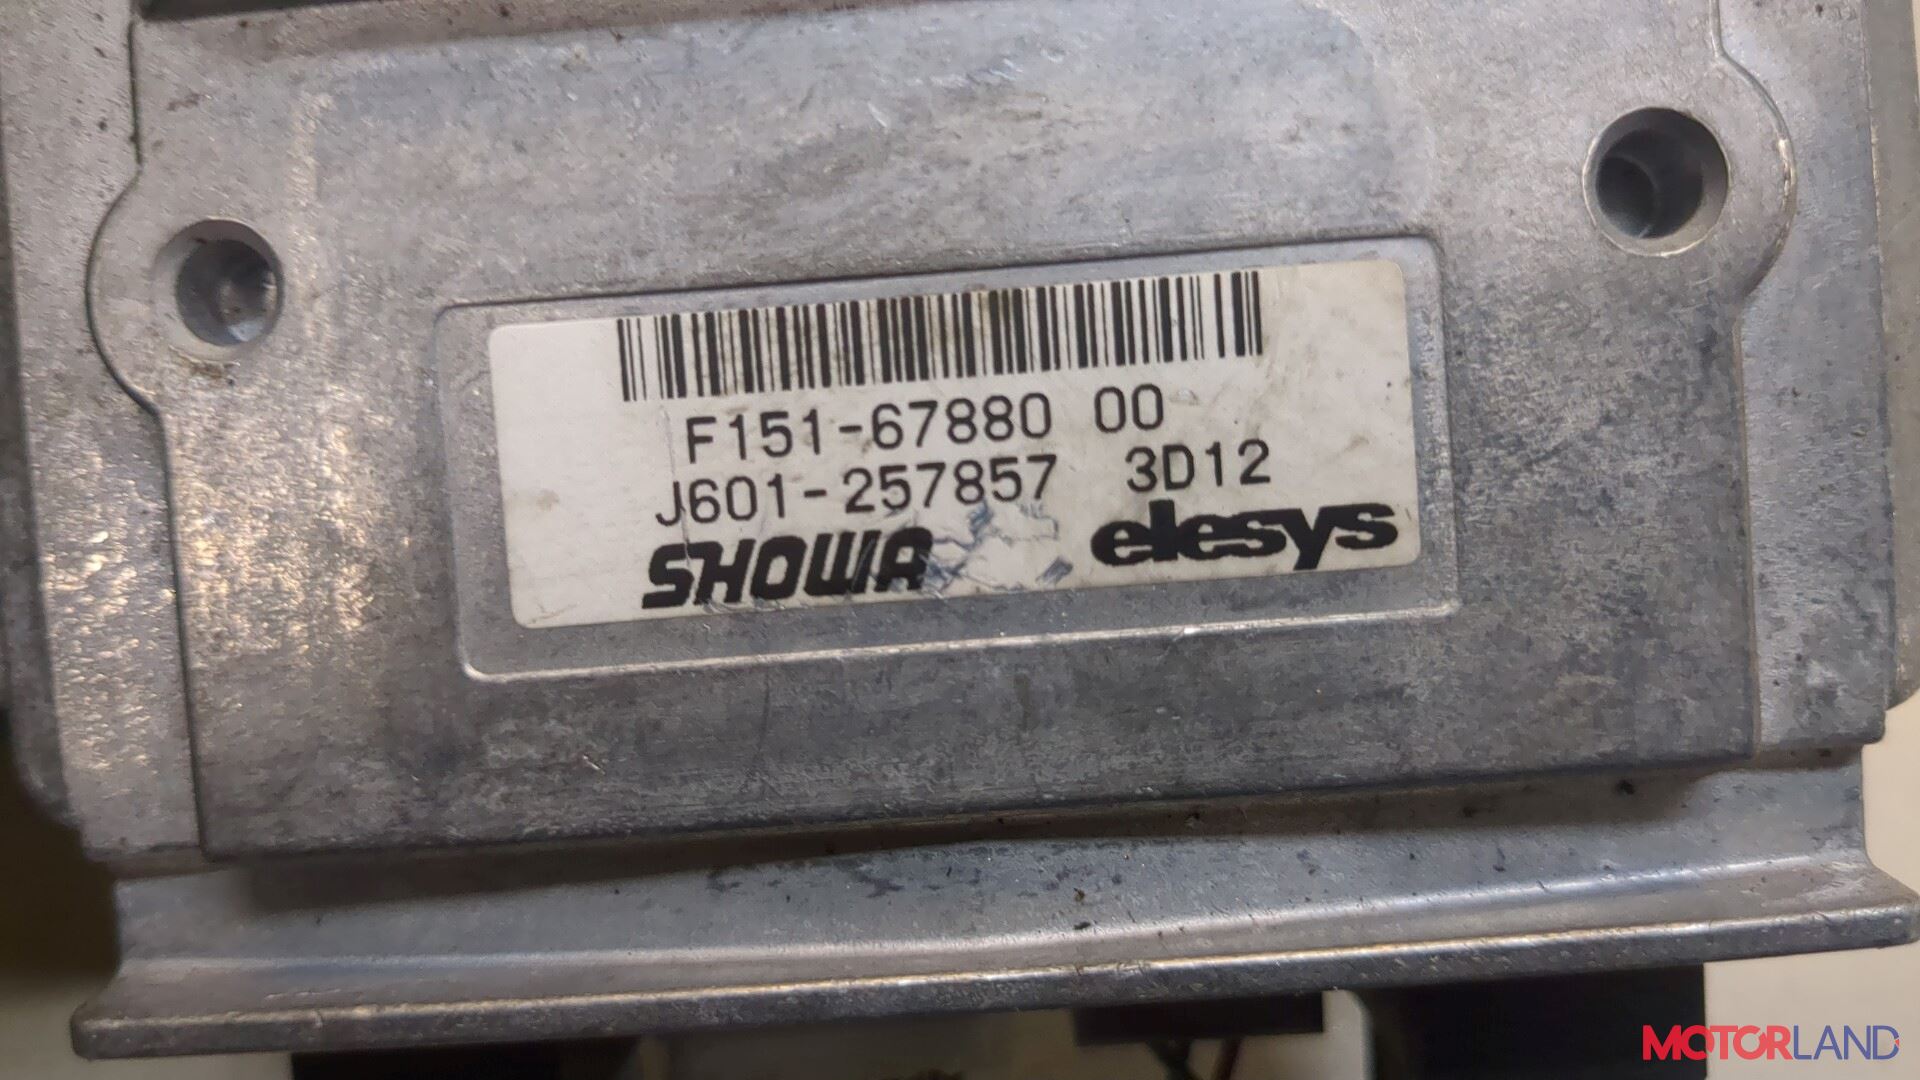 F151-67880 00
J601-257857 3D12
SHOWA elesys
MOTORLAND